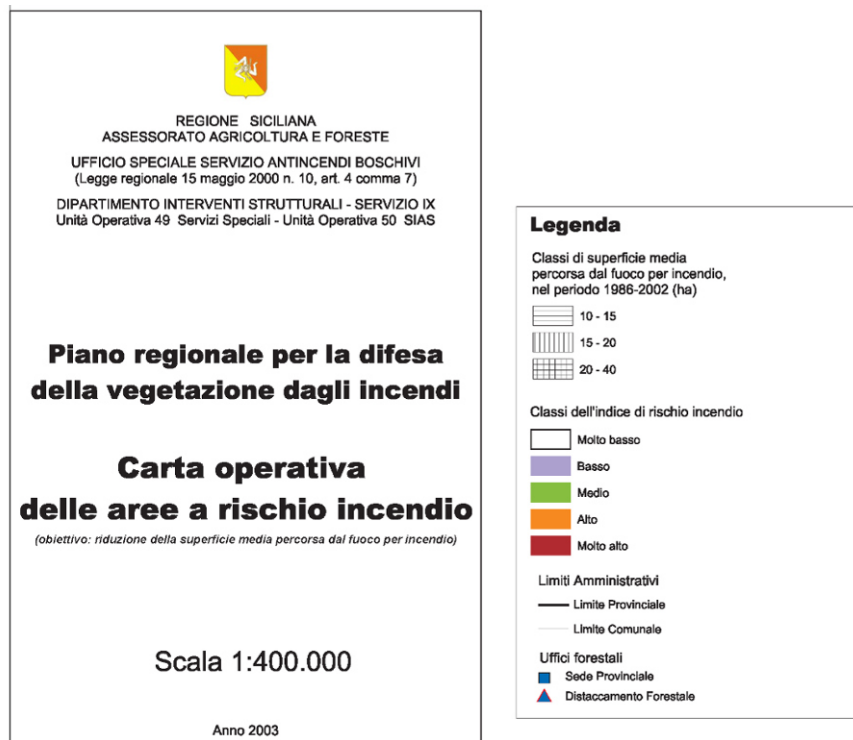 REGIONE SICILIANA
ASSESSORATO AGRICOLTURA E FORESTE
UFFICIO SPECIALE SERVIZIO ANTINCENDI BOSCHIVI
(Legge regionale 15 maggio 2000 n. 10, art. 4 comma 7)
DIPARTIMENTO INTERVENTI STRUTTURALI - SERVIZIO IX
Unità Operativa 49 Servizi Speciali - Unità Operativa 50 SIAS
Piano regionale per la difesa
della vegetazione dagli incendi
Carta operativa
delle aree a rischio incendio
(obiettivo: riduzione della superficie media percorsa dal fuoco per incendio)
Scala 1:400.000
Anno 2003
Legenda
Classi di superficie media
percorsa dal fuoco per incendio,
nel periodo 1986-2002 (ha)
10 - 15
15 - 20
20 - 40
Classi dell'indice di rischio incendio
Molto basso
Basso
Medio
Alto
Molto alto
Limiti Amministrativi
Limite Provinciale
Limite Comunale
Uffici forestali
Sede Provinciale
Distaccamento Forestale